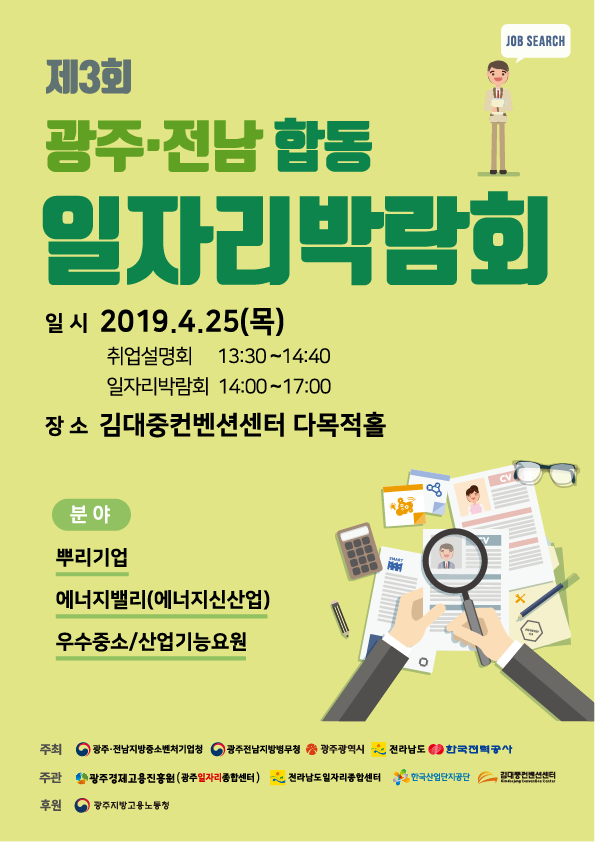 JOB SEARCH
제3회
광주·전남 합동
일자리박람회
일 시 2019.4.25(목)
취업설명회 13:30 ~14:40
일자리박람회 14:00 ~17:00
장 소 김대중컨벤션센터 다목적홀
분 야
뿌리기업
에너지밸리(에너지신산업)
우수중소/산업기능요원
CV
CV
SMART
주최 광주·전남지방중소벤처기업청 광주전남지방병무청 광주광역시 전라남도 한국전력공사
주관 광주경제고용진흥원(광주일자리종합센터) 전라남도일자리종합센터 한국산업단지공단 김대중컨벤션센터 Kimdaejung Convention Center
후원 광주지방고용노동청